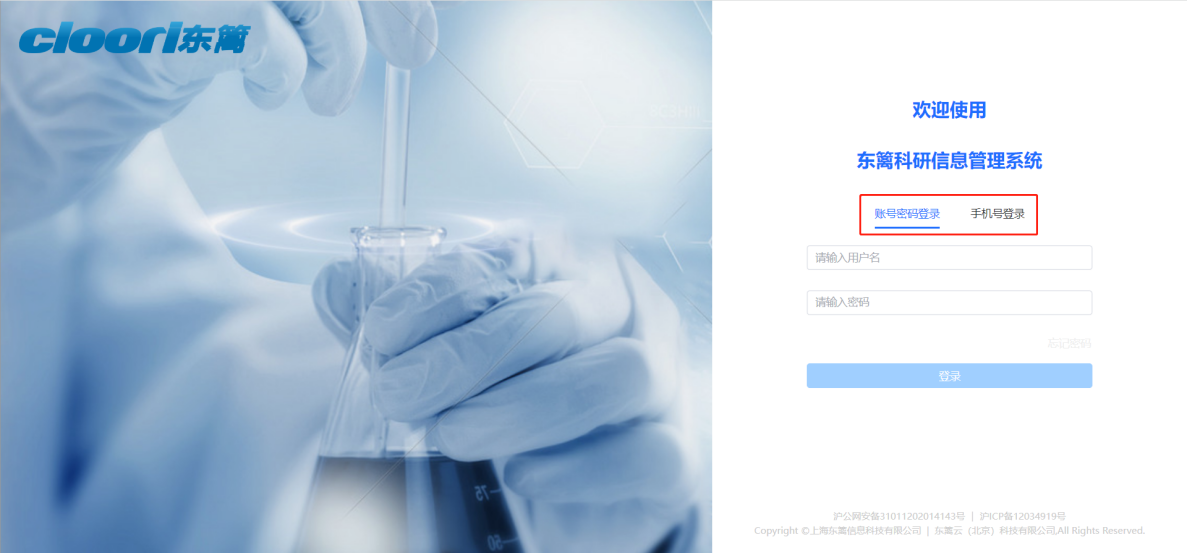 cloorl东篱
欢迎使用
东篱科研信息管理系统
账号密码登录 手机号登录
请输入用户名
请输入密码
忘记密码
登录
75
50
沪公网安备31011202014143号 | 沪ICP备12034919号
Copyright ©上海东篱信息科技有限公司 | 东篱云（北京）科技有限公司,All Rights Reserved.